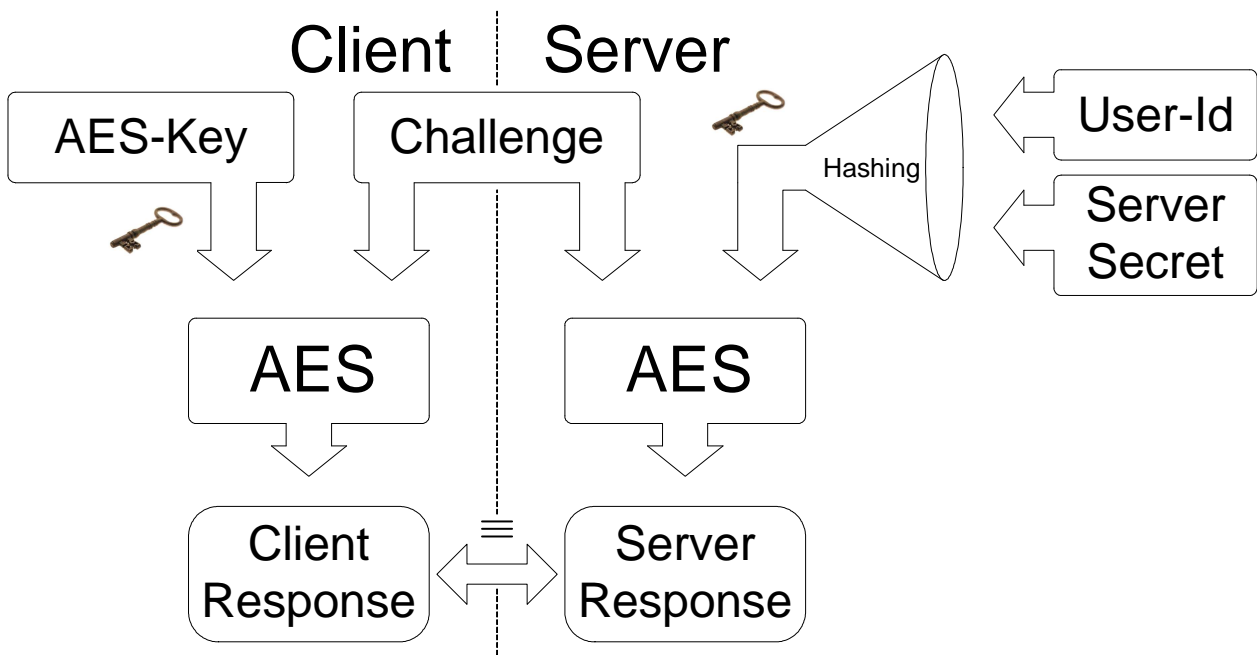 Client
Server
AES-Key
Challenge
Hashing
User-Id
Server
Secret
AES
AES
Client
Response
≡
Server
Response